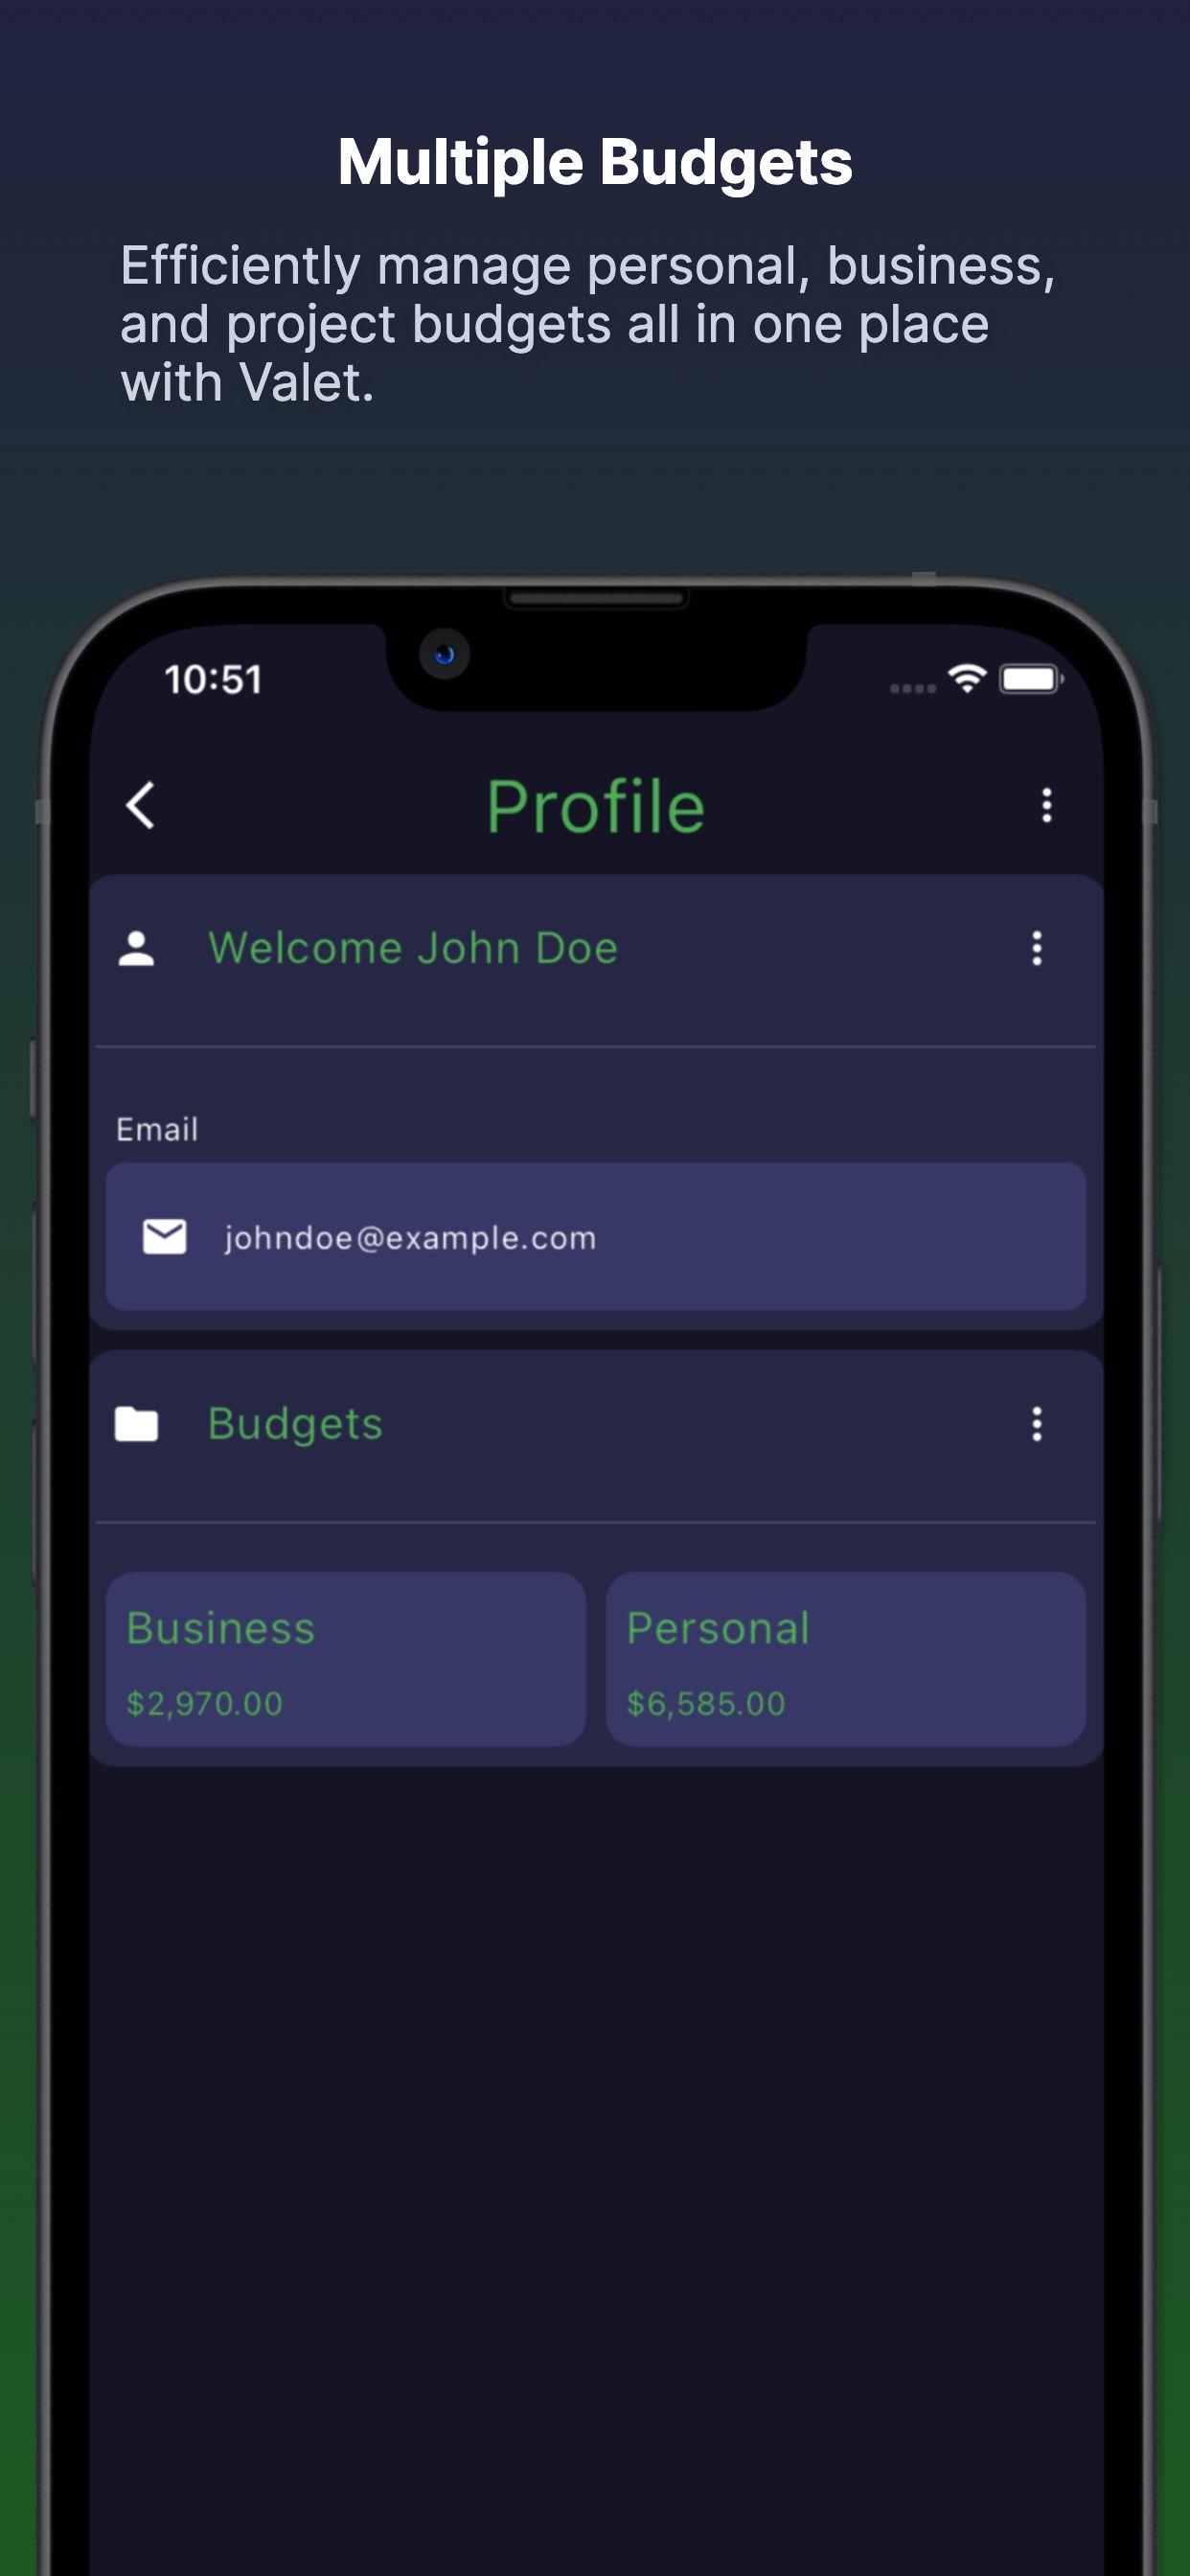 Multiple Budgets
Efficiently manage personal, business,
and project budgets all in one place
with Valet.
10:51
Profile
Welcome John Doe
Email
johndoe@example.com
Budgets
Business
$2,970.00
Personal
$6,585.00